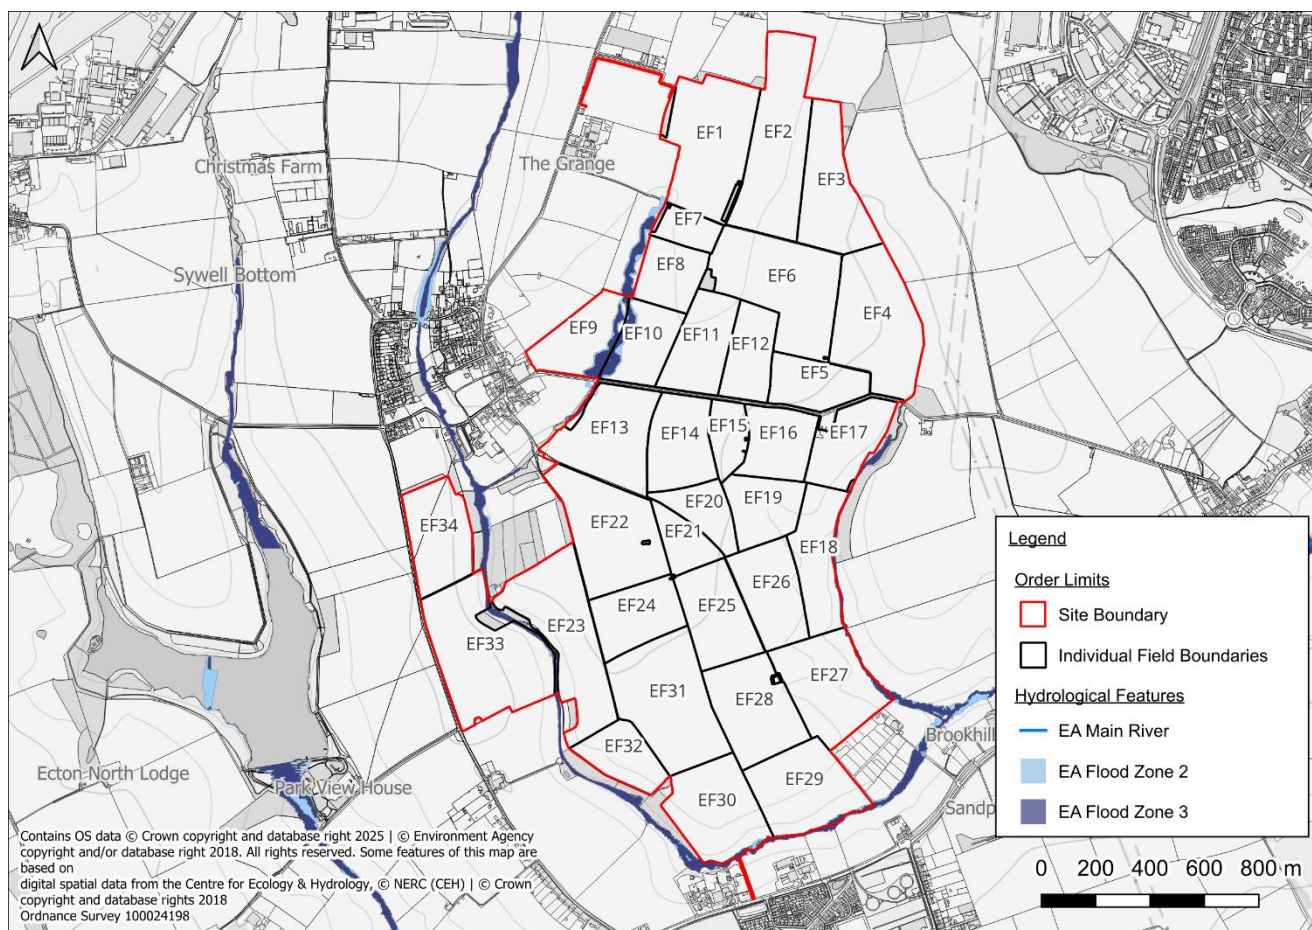 EF1
EF2
Christmas Farm
The Grange
EF3
EF7
EF8
EF6
Sywell Bottom
EF9
EF10
EF11
EF12
EF4
EF5
EF13
EF14
EF15
EF16
EF17
EF20
EF19
EF34
EF22
EF21
EF18
EF26
EF24
EF25
EF23
EF33
EF27
EF31
EF28
EF32
Brookhill
Ecton North Lodge
Park View House
EF29
EF30
Sandp
Legend
Order Limits
Site Boundary
Individual Field Boundaries
Hydrological Features
EA Main River
EA Flood Zone 2
EA Flood Zone 3
0 200 400 600 800 m
Contains OS data © Crown copyright and database right 2025 | © Environment Agency
copyright and/or database right 2018. All rights reserved. Some features of this map are
based on
digital spatial data from the Centre for Ecology & Hydrology, © NERC (CEH) | © Crown
copyright and database rights 2018
Ordnance Survey 100024198